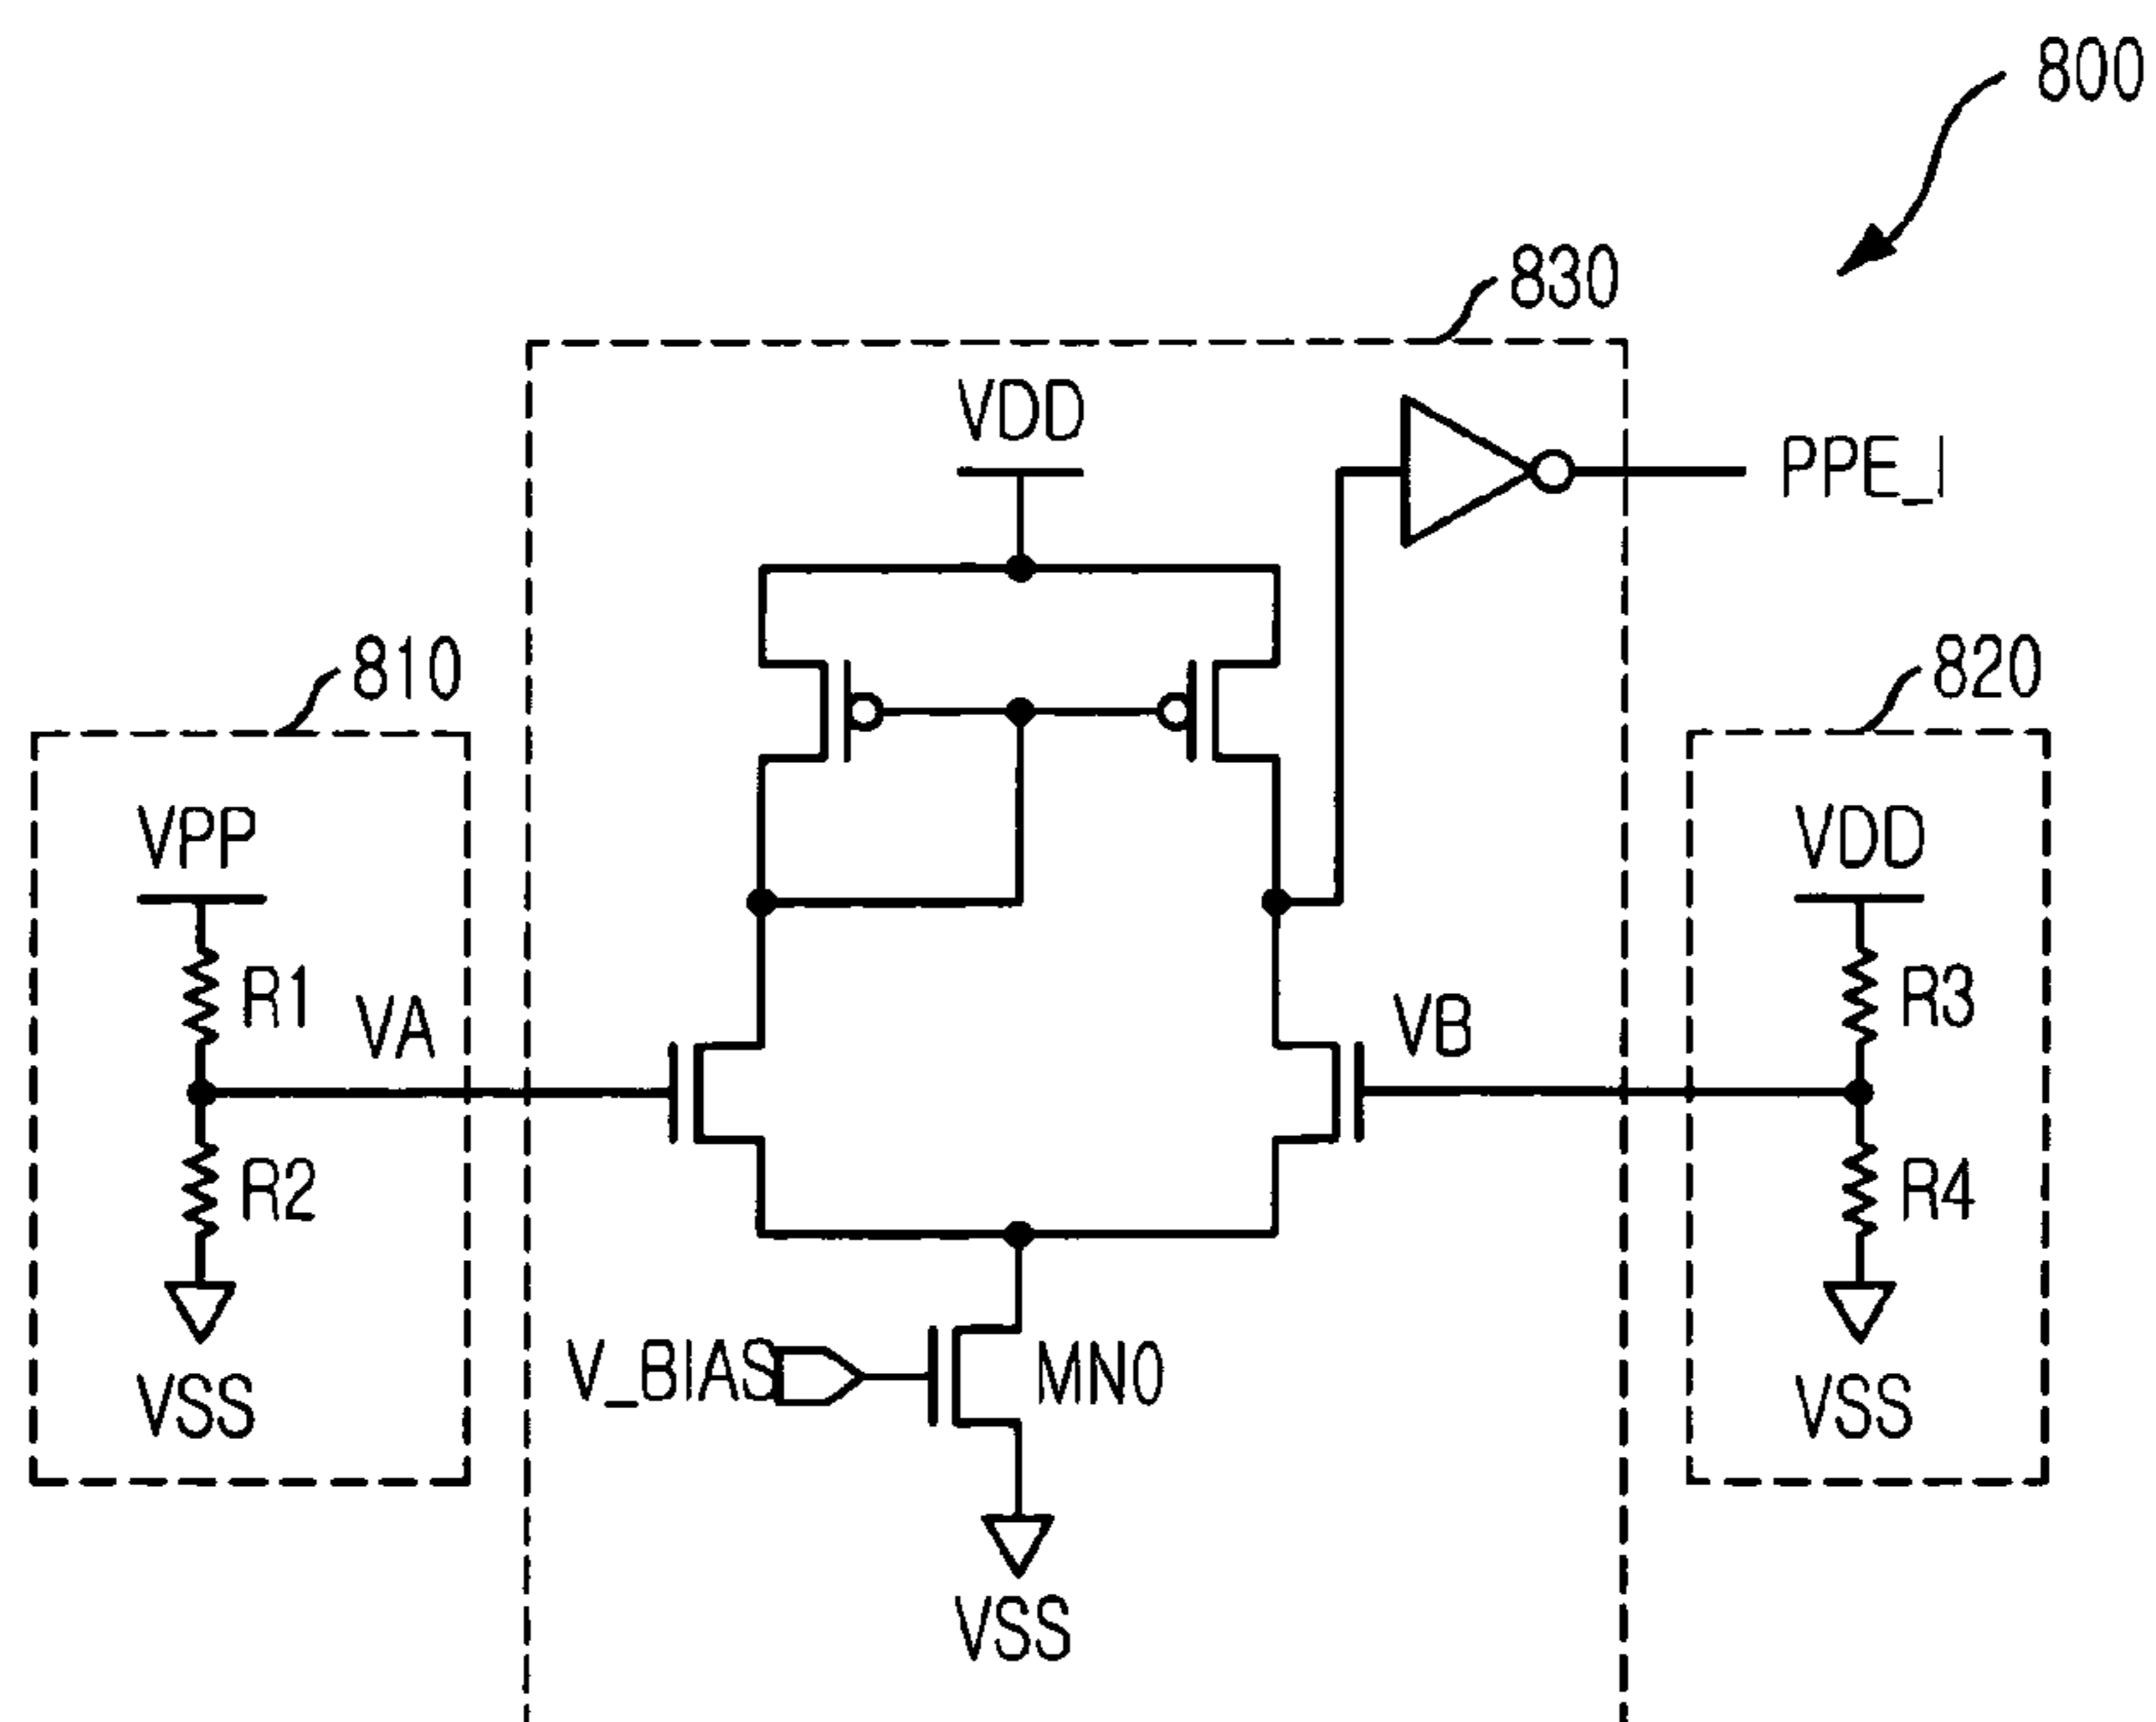 800
830
VDD
PPE_I
810
820
VPP
VDD
R1
VA
VB
R3
R2
R4
V_BIAS
MN0
VSS
VSS
VSS